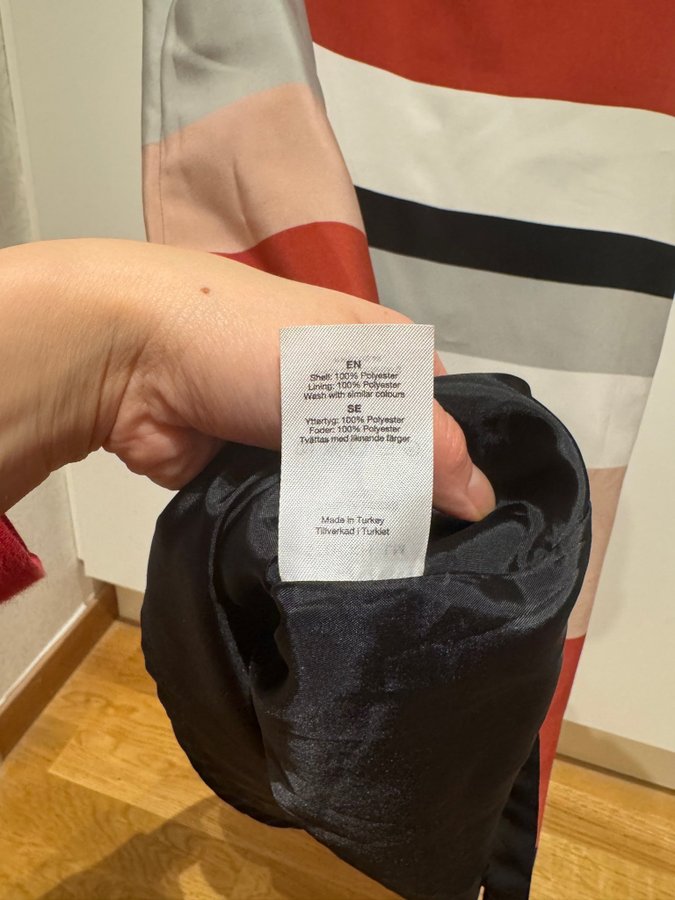 EN
Shell: 100% Polyester
Lining: 100% Polyester
Wash with similar colours
SE
Yttertyg: 100% Polyester
Foder: 100% Polyester
Tvättas med liknande färger
Made in Turkey
Tillverkad i Turkiet